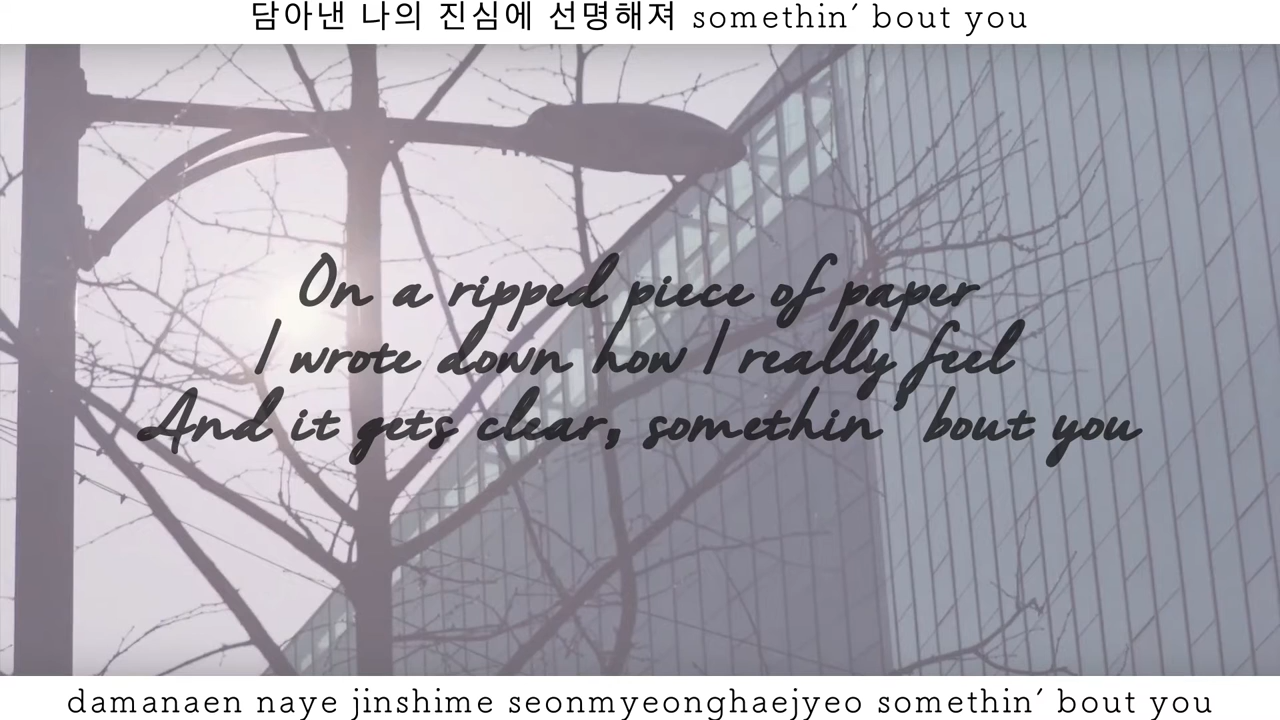 담아낸 나의 진심에 선명해져 somethin' bout you
On a ripped piece of paper
I wrote down how I really feel
And it gets clear, somethin' bout you
damanaen naye jinshime seonmyeonghaejyeo somethin' bout you